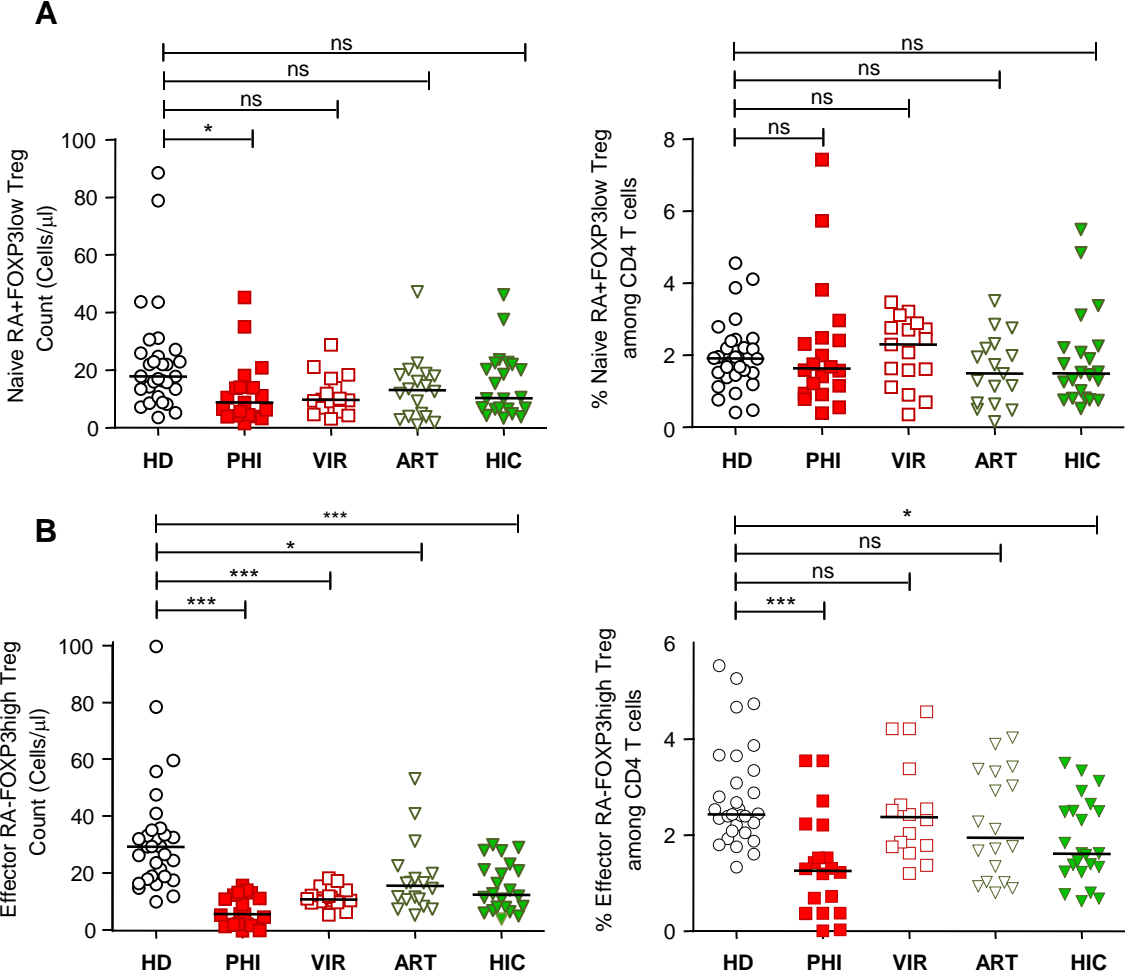 A
ns
ns
ns
*
Naive RA+FOXP3low Treg
Count (Cells/µl)
100
80
60
40
20
0
HD PHI VIR ART HIC
ns
ns
ns
ns
% Naive RA+FOXP3low Treg
among CD4 T cells
8
6
4
2
0
HD PHI VIR ART HIC
B
***
*
***
***
Effector RA-FOXP3high Treg
Count (Cells/µl)
100
80
60
40
20
0
HD PHI VIR ART HIC
*
ns
ns
***
% Effector RA-FOXP3high Treg
among CD4 T cells
6
4
2
0
HD PHI VIR ART HIC